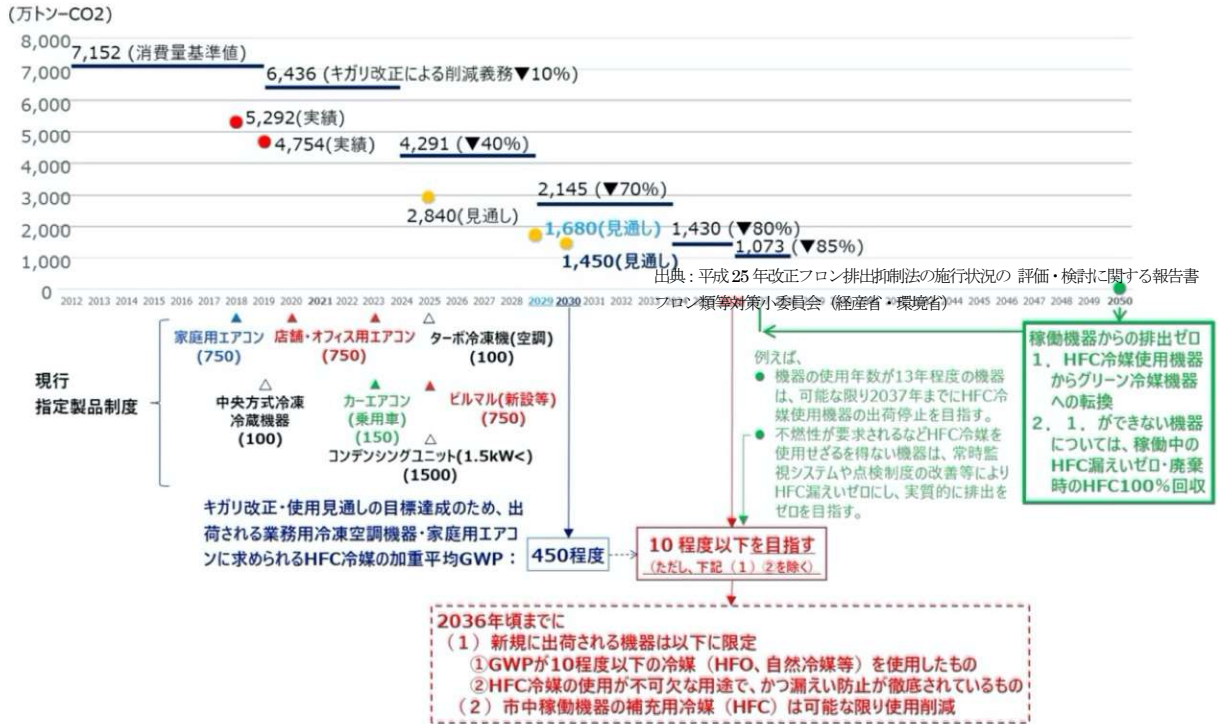 (万トン-CO2)
8,000
7,152 (消費量基準値)
7,000
6,436 (キガリ改正による削減義務▼10%)
6,000
5,292(実績)
5,000
4,754(実績)
4,291 (▼40%)
4,000
3,000
2,145 (▼70%)
2,840(見通し)
2,000
1,680(見通し)
1,430 (▼80%)
1,073 (▼85%)
1,000
1,450(見通し)
出典:平成25年改正フロン排出抑制法の施行状況の 評価・検討に関する報告書
フロン類等対策小委員会(経産省・環境省)
0
2012 2013 2014 2015 2016 2017 2018 2019 2020 2021 2022 2023 2024 2025 2026 2027 2028 2029 2030 2031 2032 2044 2045 2046 2047 2048 2049 2050
家庭用エアコン
(750)
店舗・オフィス用エアコン
(750)
ターボ冷凍機(空調)
(100)
現行
指定製品制度
中央方式冷凍
冷蔵機器
(100)
カーエアコン
(乗用車)
(150)
ビルマル(新設等)
(750)
コンデンシングユニット(1.5kW<)
(1500)
例えば、
● 機器の使用年数が13年程度の機器
は、可能な限り2037年までにHFC冷
媒使用機器の出荷停止を目指す。
● 不燃性が要求されるなどHFC冷媒を
使用せざるを得ない機器は、常時監
視システムや点検制度の改善等により
HFC漏えいゼロにし、実質的に排出を
ゼロを目指す。
稼働機器からの排出ゼロ
1.HFC冷媒使用機器
からグリーン冷媒機器
への転換
2.1.ができない機器
については、稼働中の
HFC漏えいゼロ・廃棄
時のHFC100%回収
キガリ改正・使用見通しの目標達成のため、出
荷される業務用冷凍空調機器・家庭用エアコ
ンに求められるHFC冷媒の加重平均GWP:
450程度
10 程度以下を目指す
(ただし、下記(1)②を除く)
2036年頃までに
(1)新規に出荷される機器は以下に限定
①GWPが10程度以下の冷媒(HFO、自然冷媒等)を使用したもの
②HFC冷媒の使用が不可欠な用途で、かつ漏えい防止が徹底されているもの
(2)市中稼働機器の補充用冷媒(HFC)は可能な限り使用削減